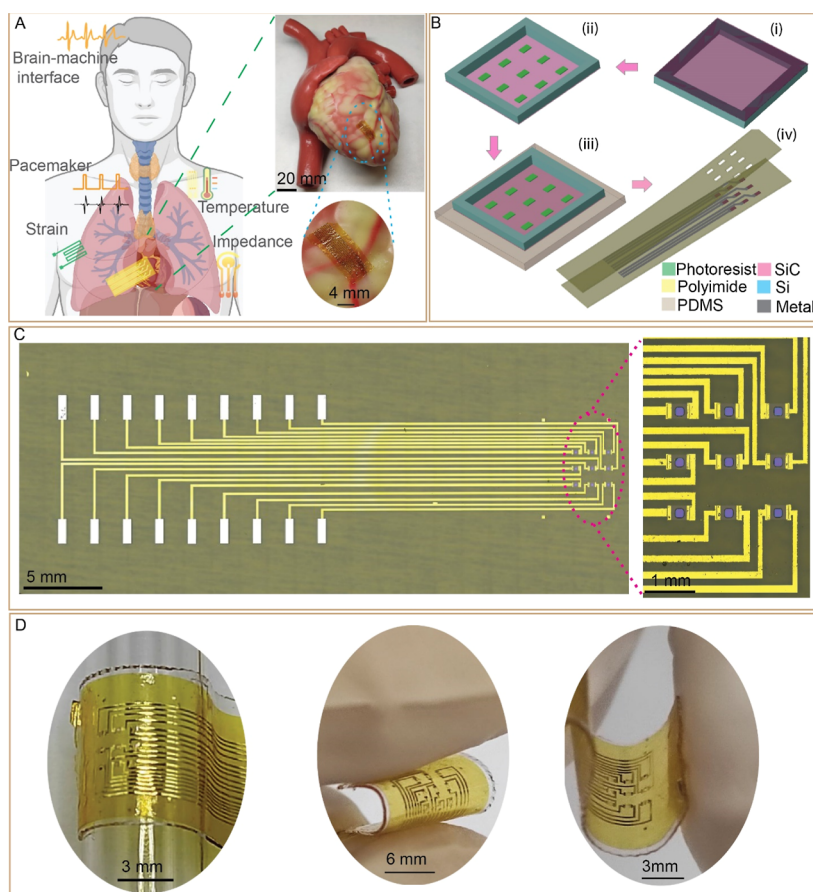 A
Brain-machine
interface
Pacemaker
Strain
Temperature
Impedance
20 mm
4 mm
B
(ii)
(i)
(iii)
(iv)
Photoresist
SiC
Polyimide
Si
PDMS
Metal
C
5 mm
1 mm
D
3 mm
6 mm
3mm